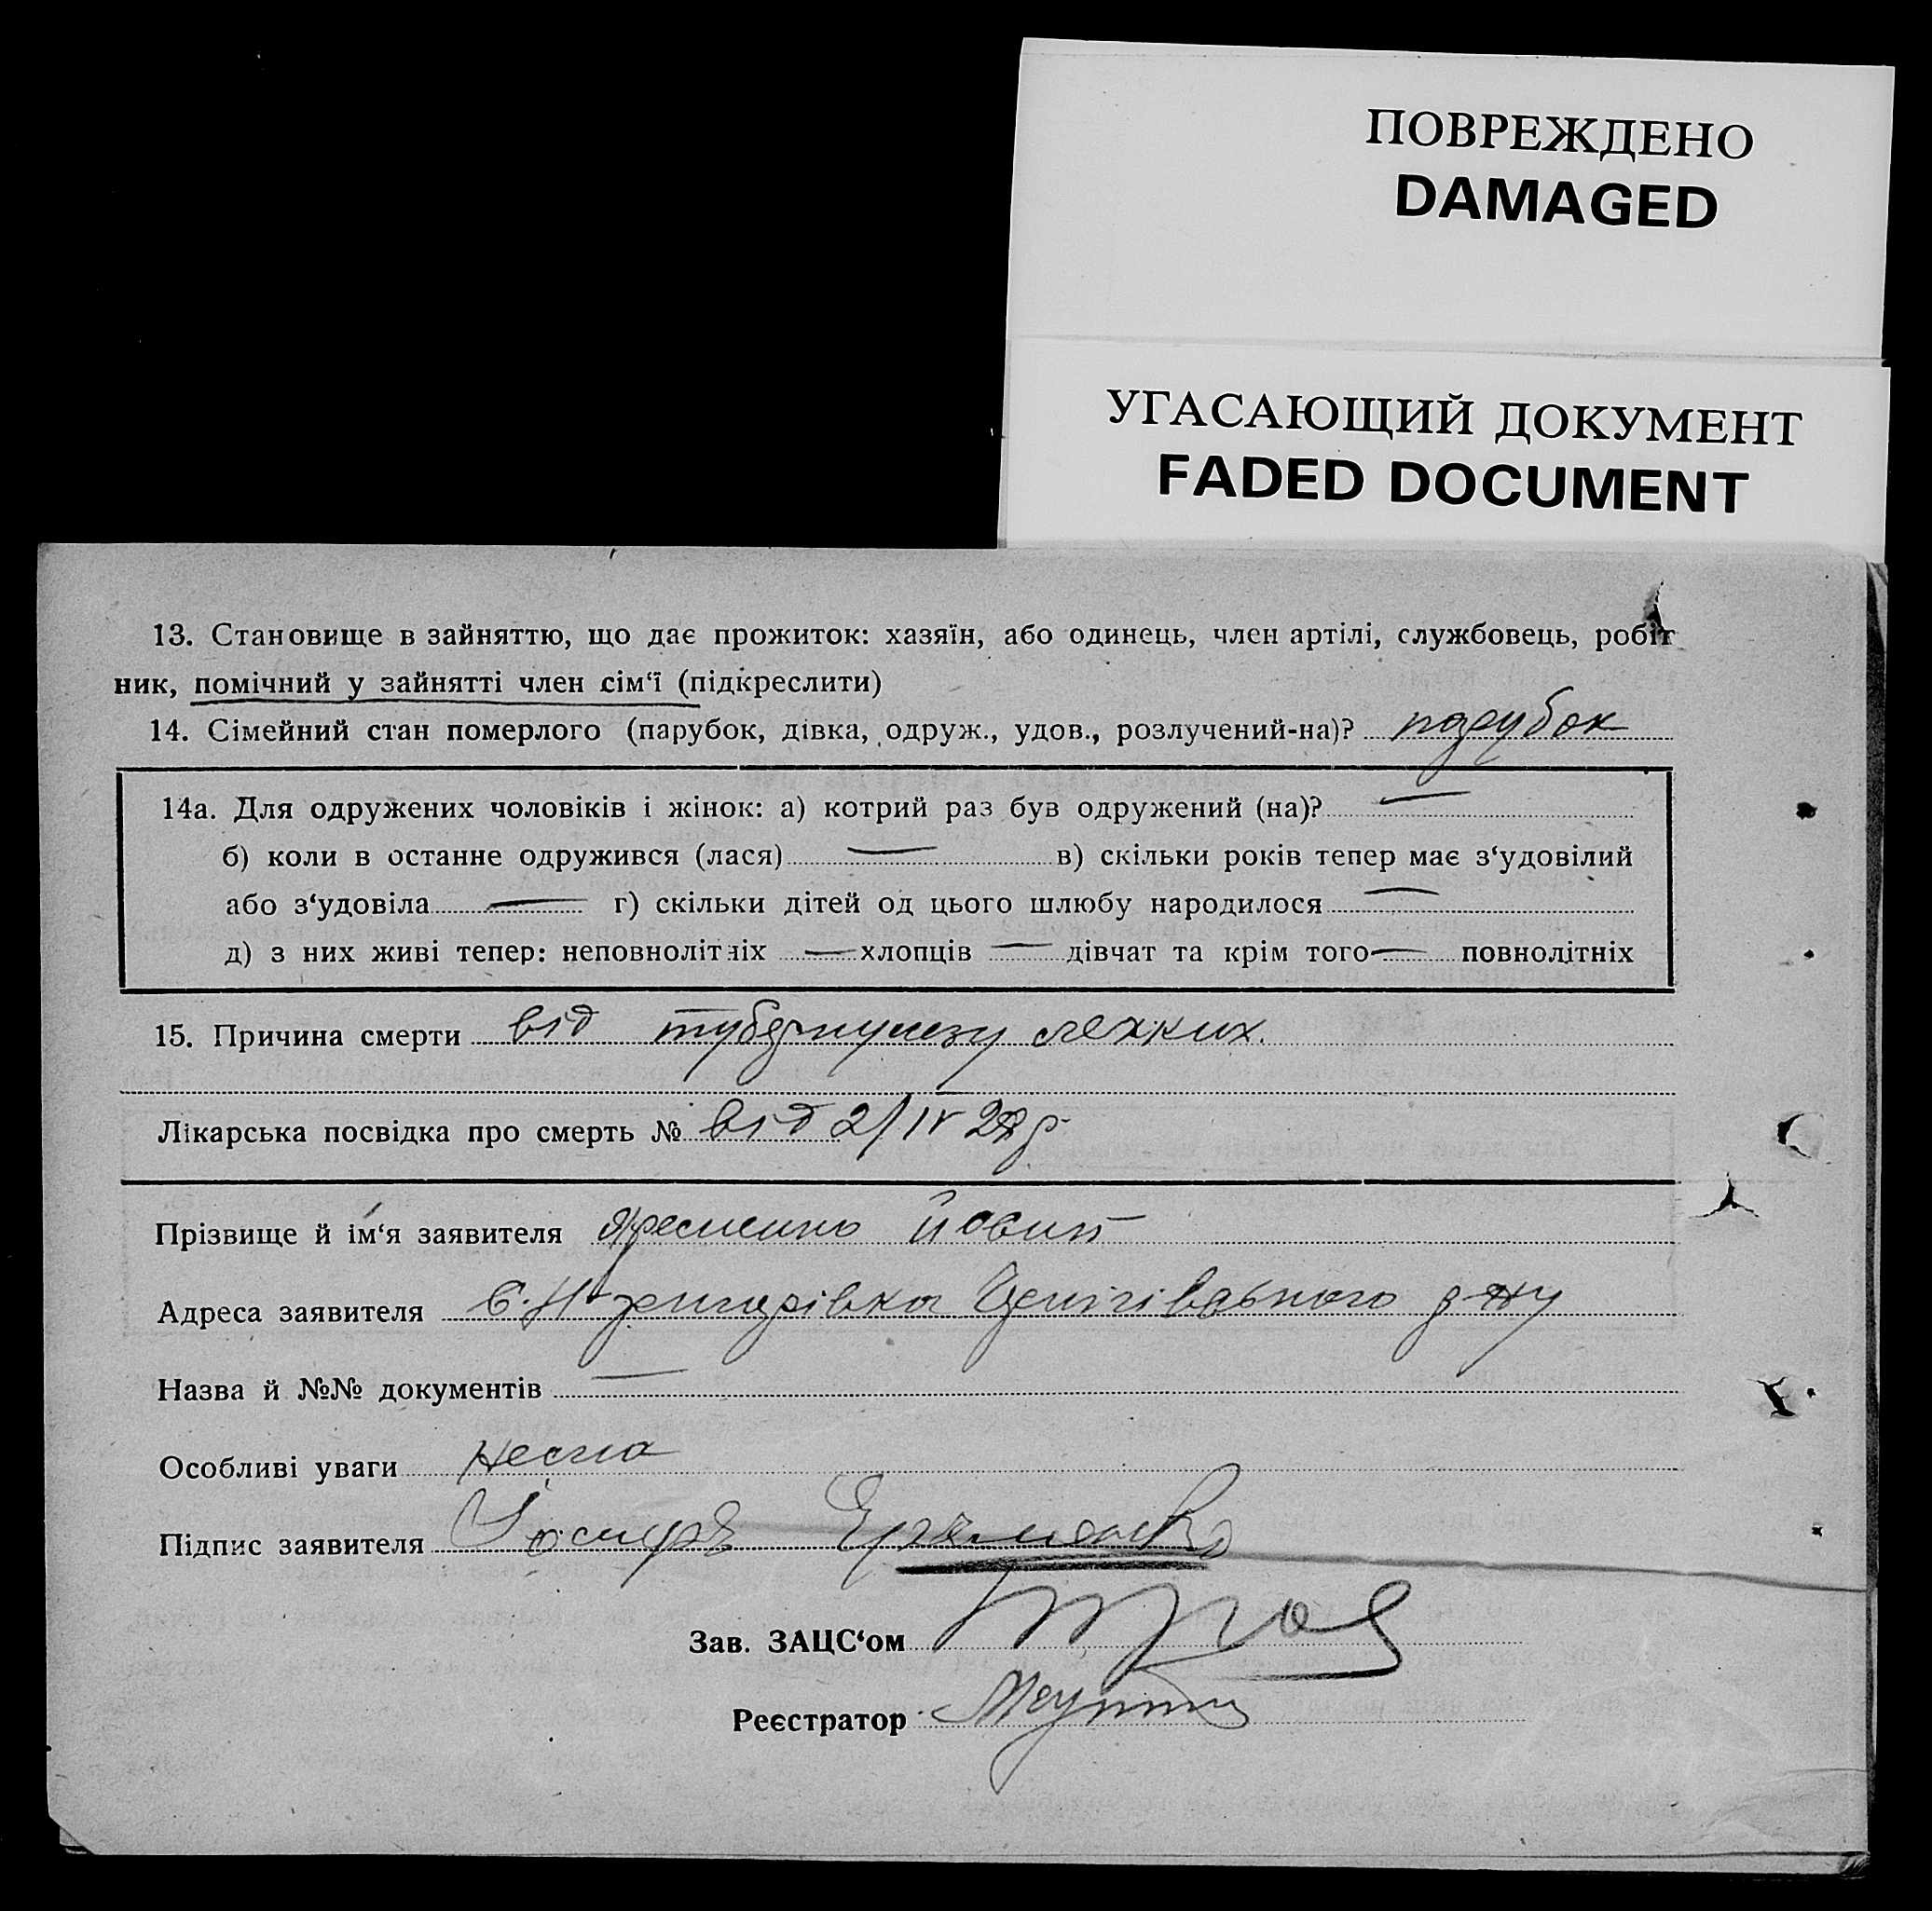 ПОВРЕЖДЕНО
DAMAGED
УГАСАЮЩИЙ ДОКУМЕНТ
FADED DOCUMENT
13. Становище в зайняттю, що дає прожиток: хазяїн, або одинець, член артілі, службовець, робіт
ник, помічний у зайнятті член сім‘ї (підкреслити)
14. Сімейний стан померлого (парубок, дівка, одруж., удов., розлучений-на)? парубок
14а. Для одружених чоловіків і жінок: а) котрий раз був одружений (на)? —
б) коли в останнє одружився (лася) — в) скільки років тепер має з‘удовілий
або з‘удовіла — г) скільки дітей од цього шлюбу народилося —
д) з них живі тепер: неповнолітніх — хлопців — дівчат та крім того — повнолітніх
15. Причина смерти від туберкульозу легких.
Лікарська посвідка про смерть № від 2/IV
Прізвище й ім‘я заявителя Яременко
Адреса заявителя Чернігівського
Назва й №№ документів —
Особливі уваги нема
Підпис заявителя
Зав. ЗАЦС‘ом
Реєстратор